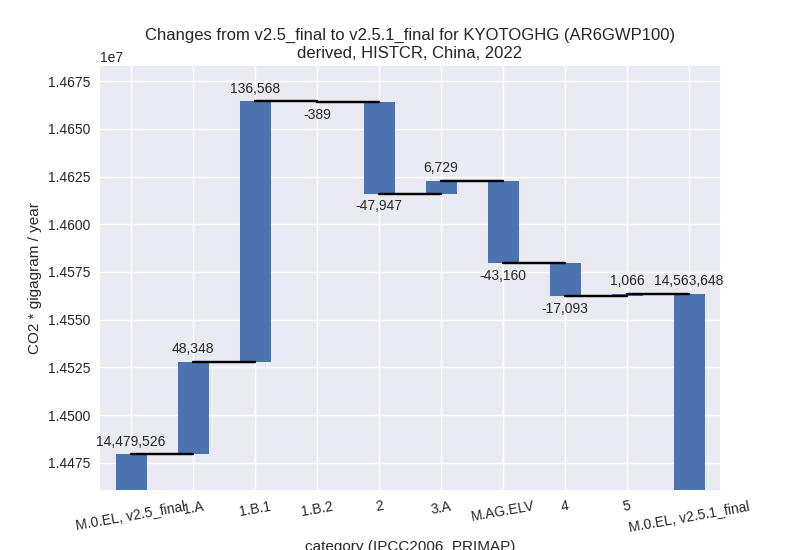 Changes from v2.5_final to v2.5.1_final for KYOTOGHG (AR6GWP100)
derived, HISTCR, China, 2022
1e7
1.4675
1.4650
1.4625
1.4600
1.4575
1.4550
1.4525
1.4500
1.4475
CO2 * gigagram / year
14,479,526
48,348
136,568
-389
-47,947
6,729
-43,160
-17,093
1,066
14,563,648
M.0.EL, v2.5_final
1.A
1.B.1
1.B.2
2
3.A
M.AG.ELV
4
5
M.0.EL, v2.5.1_final
category (IPCC2006_PRIMAP)